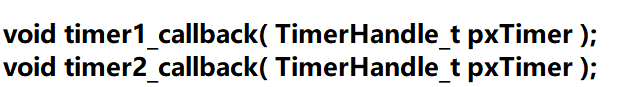 void timer1_callback( TimerHandle_t pxTimer );
void timer2_callback( TimerHandle_t pxTimer );